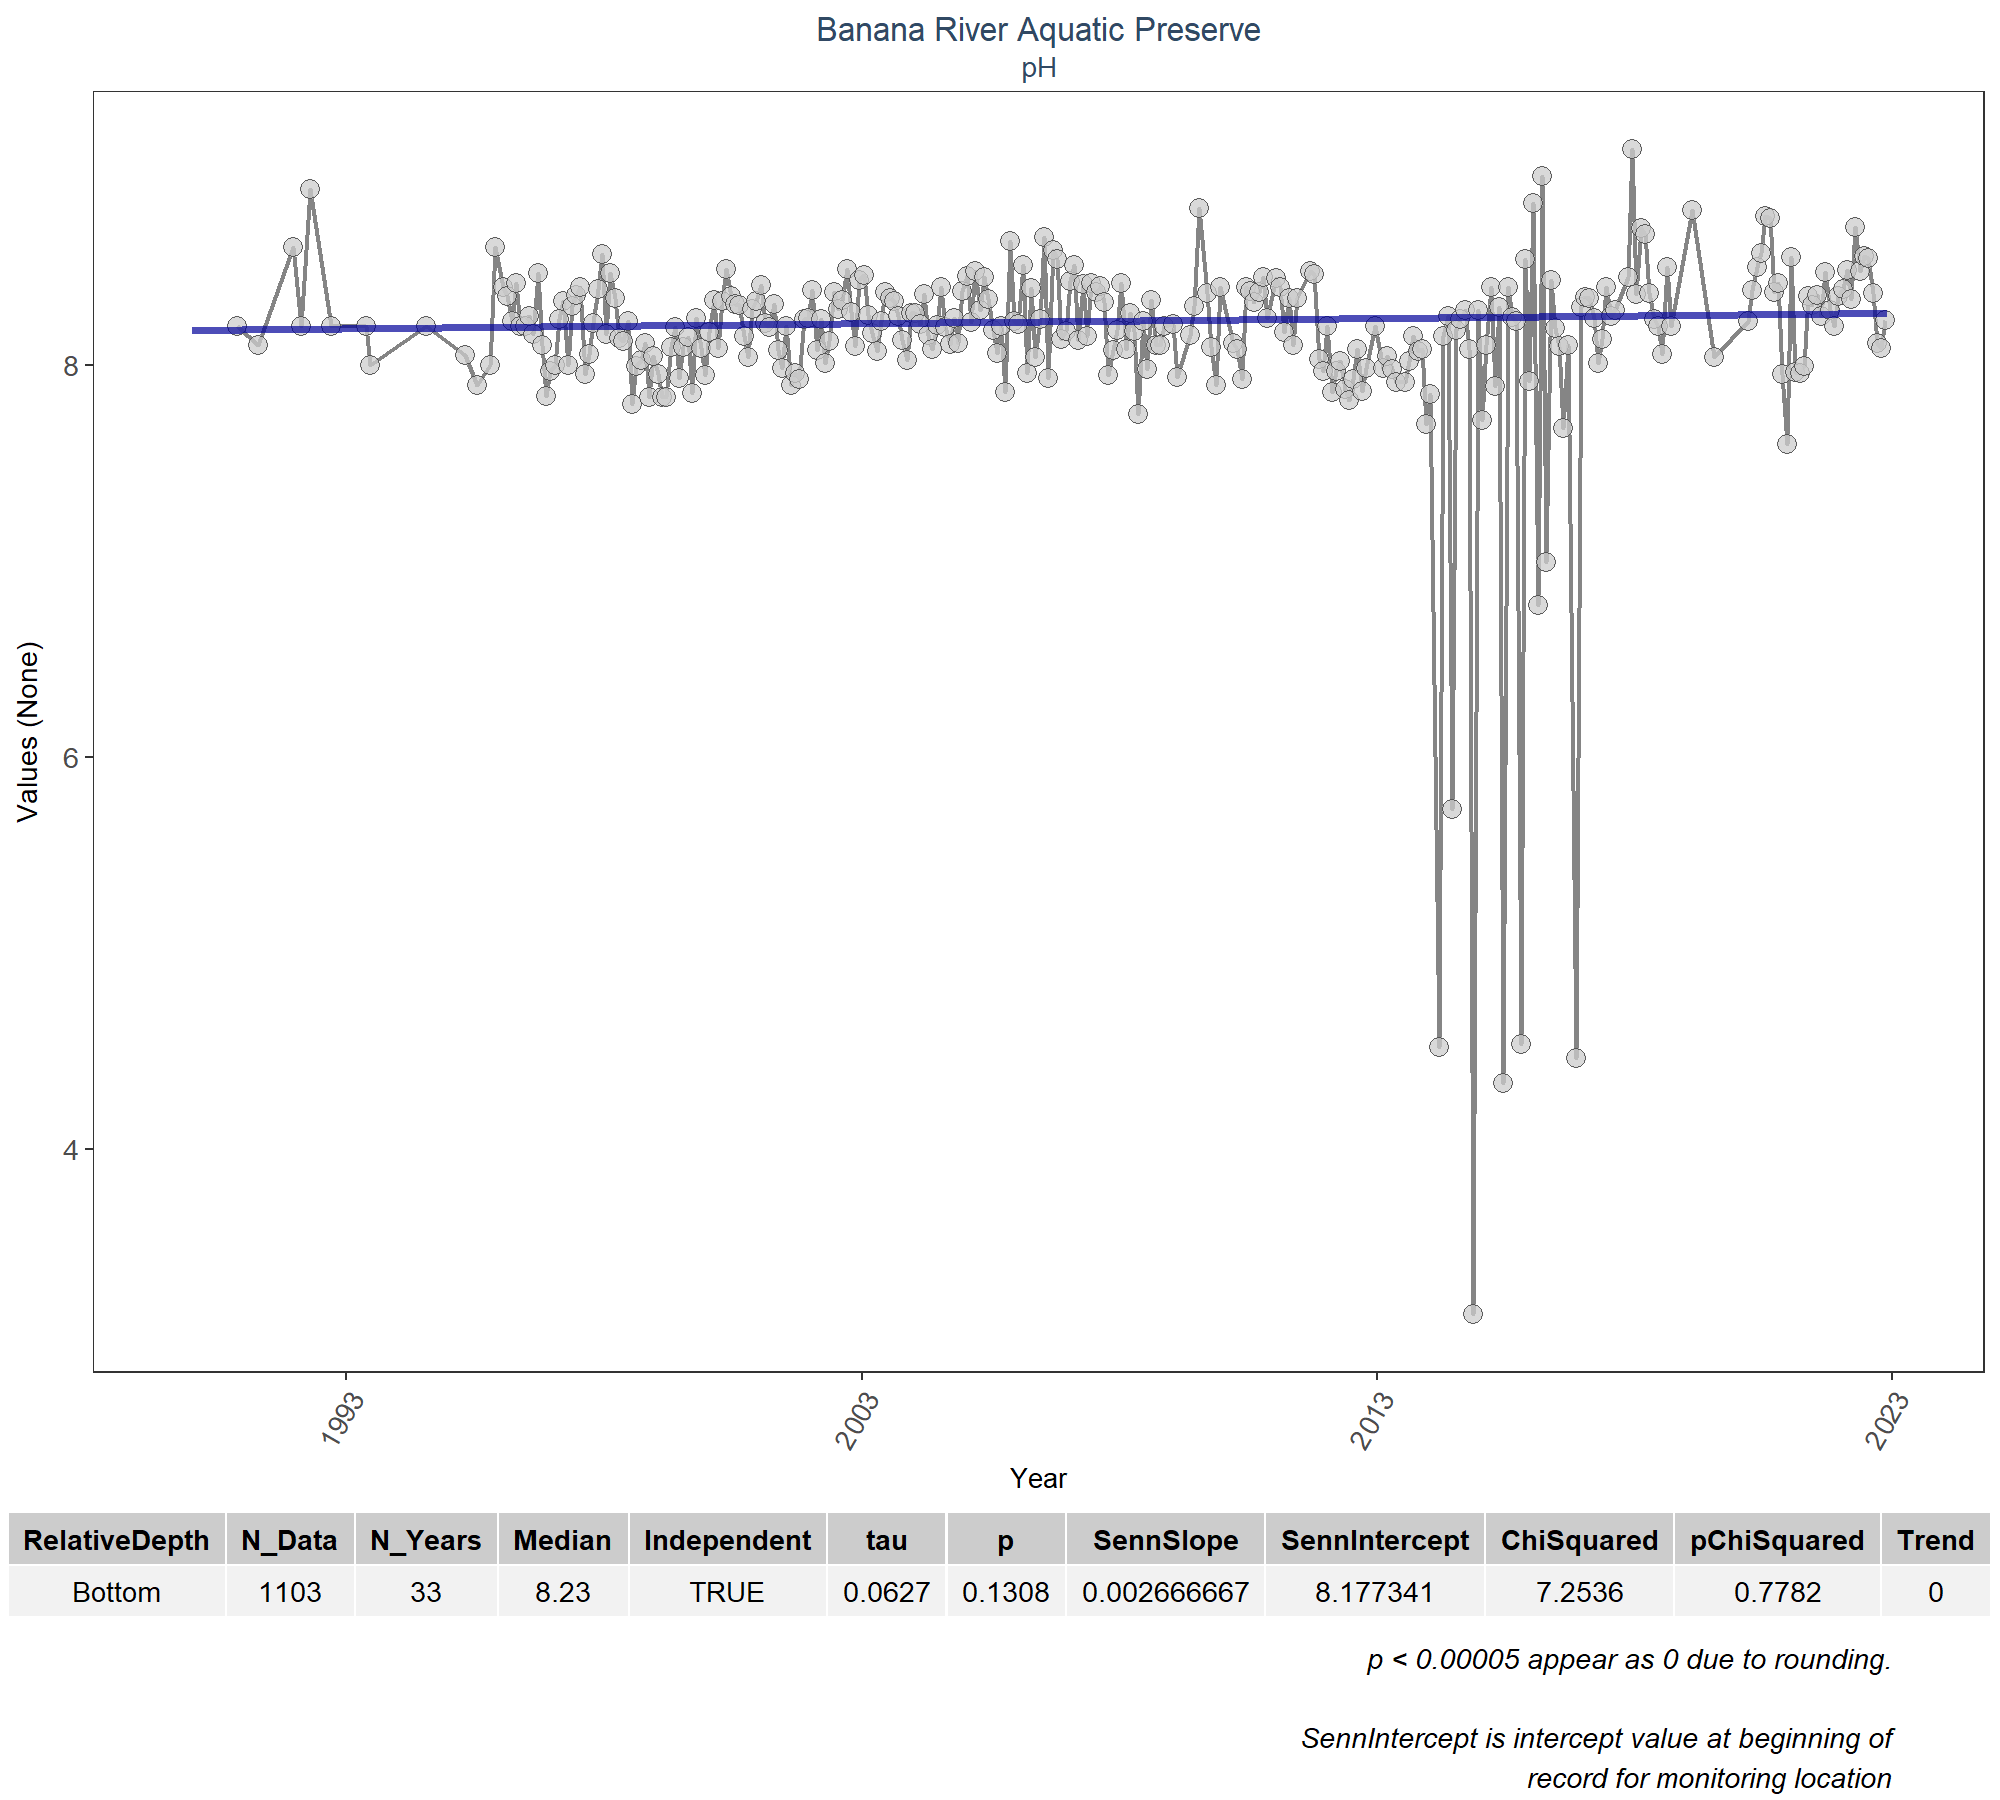 Banana River Aquatic Preserve
pH
Values (None)
8
6
4
1993
2003
2013
2023
Year
RelativeDepth N_Data N_Years Median Independent tau p SennSlope SennIntercept ChiSquared pChiSquared Trend
Bottom 1103 33 8.23 TRUE 0.0627 0.1308 0.002666667 8.177341 7.2536 0.7782 0
p < 0.00005 appear as 0 due to rounding.
SennIntercept is intercept value at beginning of
record for monitoring location